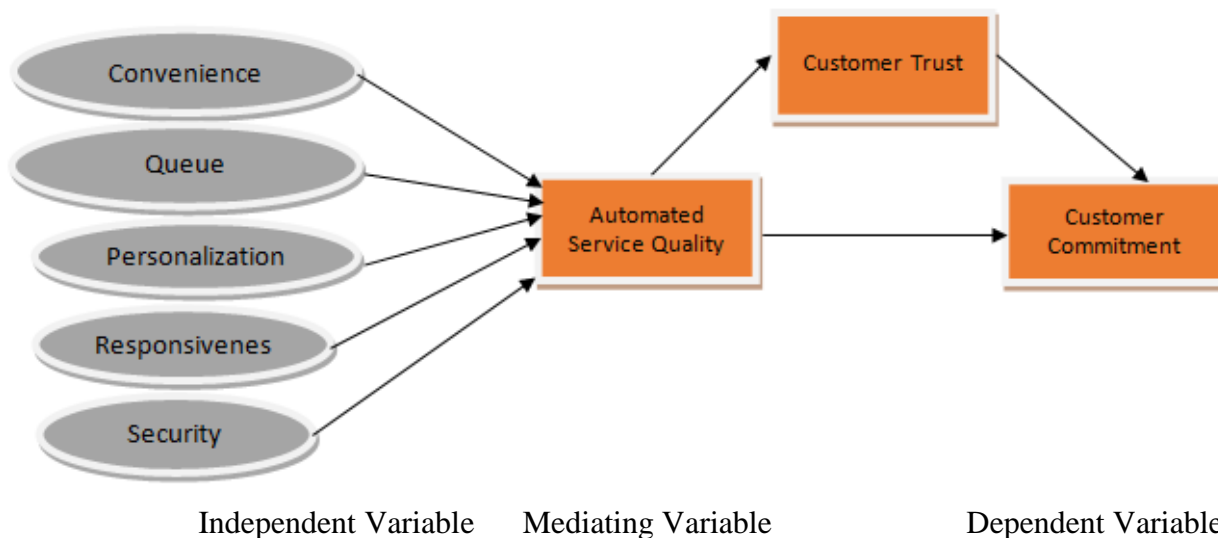 Convenience
Queue
Personalization
Responsivenes
Security
Automated
Service Quality
Customer Trust
Customer
Commitment
Independent Variable Mediating Variable Dependent Variable